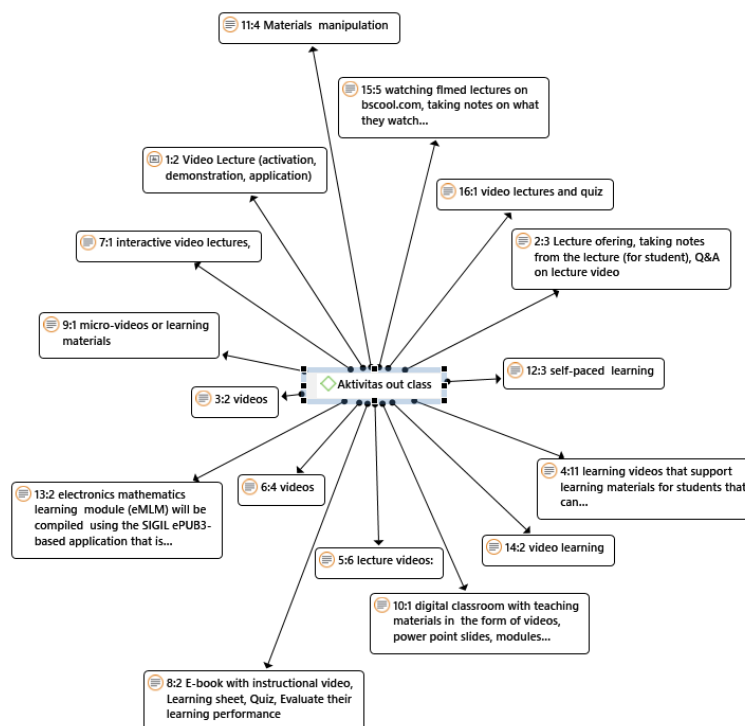 11:4 Materials  manipulation
15:5 watching flmed lectures on
bscool.com, taking notes on what
they watch...
1:2 Video Lecture (activation,
demonstration, application)
16:1 video lectures and quiz
7:1 interactive video lectures,
2:3 Lecture ofering, taking notes
from the lecture (for student), Q&A
on lecture video
9:1 micro-videos or learning
materials
12:3 self-paced  learning
Aktivitas out class
3:2 videos
4:11 learning videos that support
learning materials for students that
can...
6:4 videos
13:2 electronics mathematics
learning  module (eMLM) will be
compiled  using the SIGIL ePUB3-
based application that is...
14:2 video learning
5:6 lecture videos:
10:1 digital classroom with teaching
materials in  the form of videos,
power point slides, modules...
8:2 E-book with instructional video,
Learning sheet, Quiz, Evaluate their
learning performance